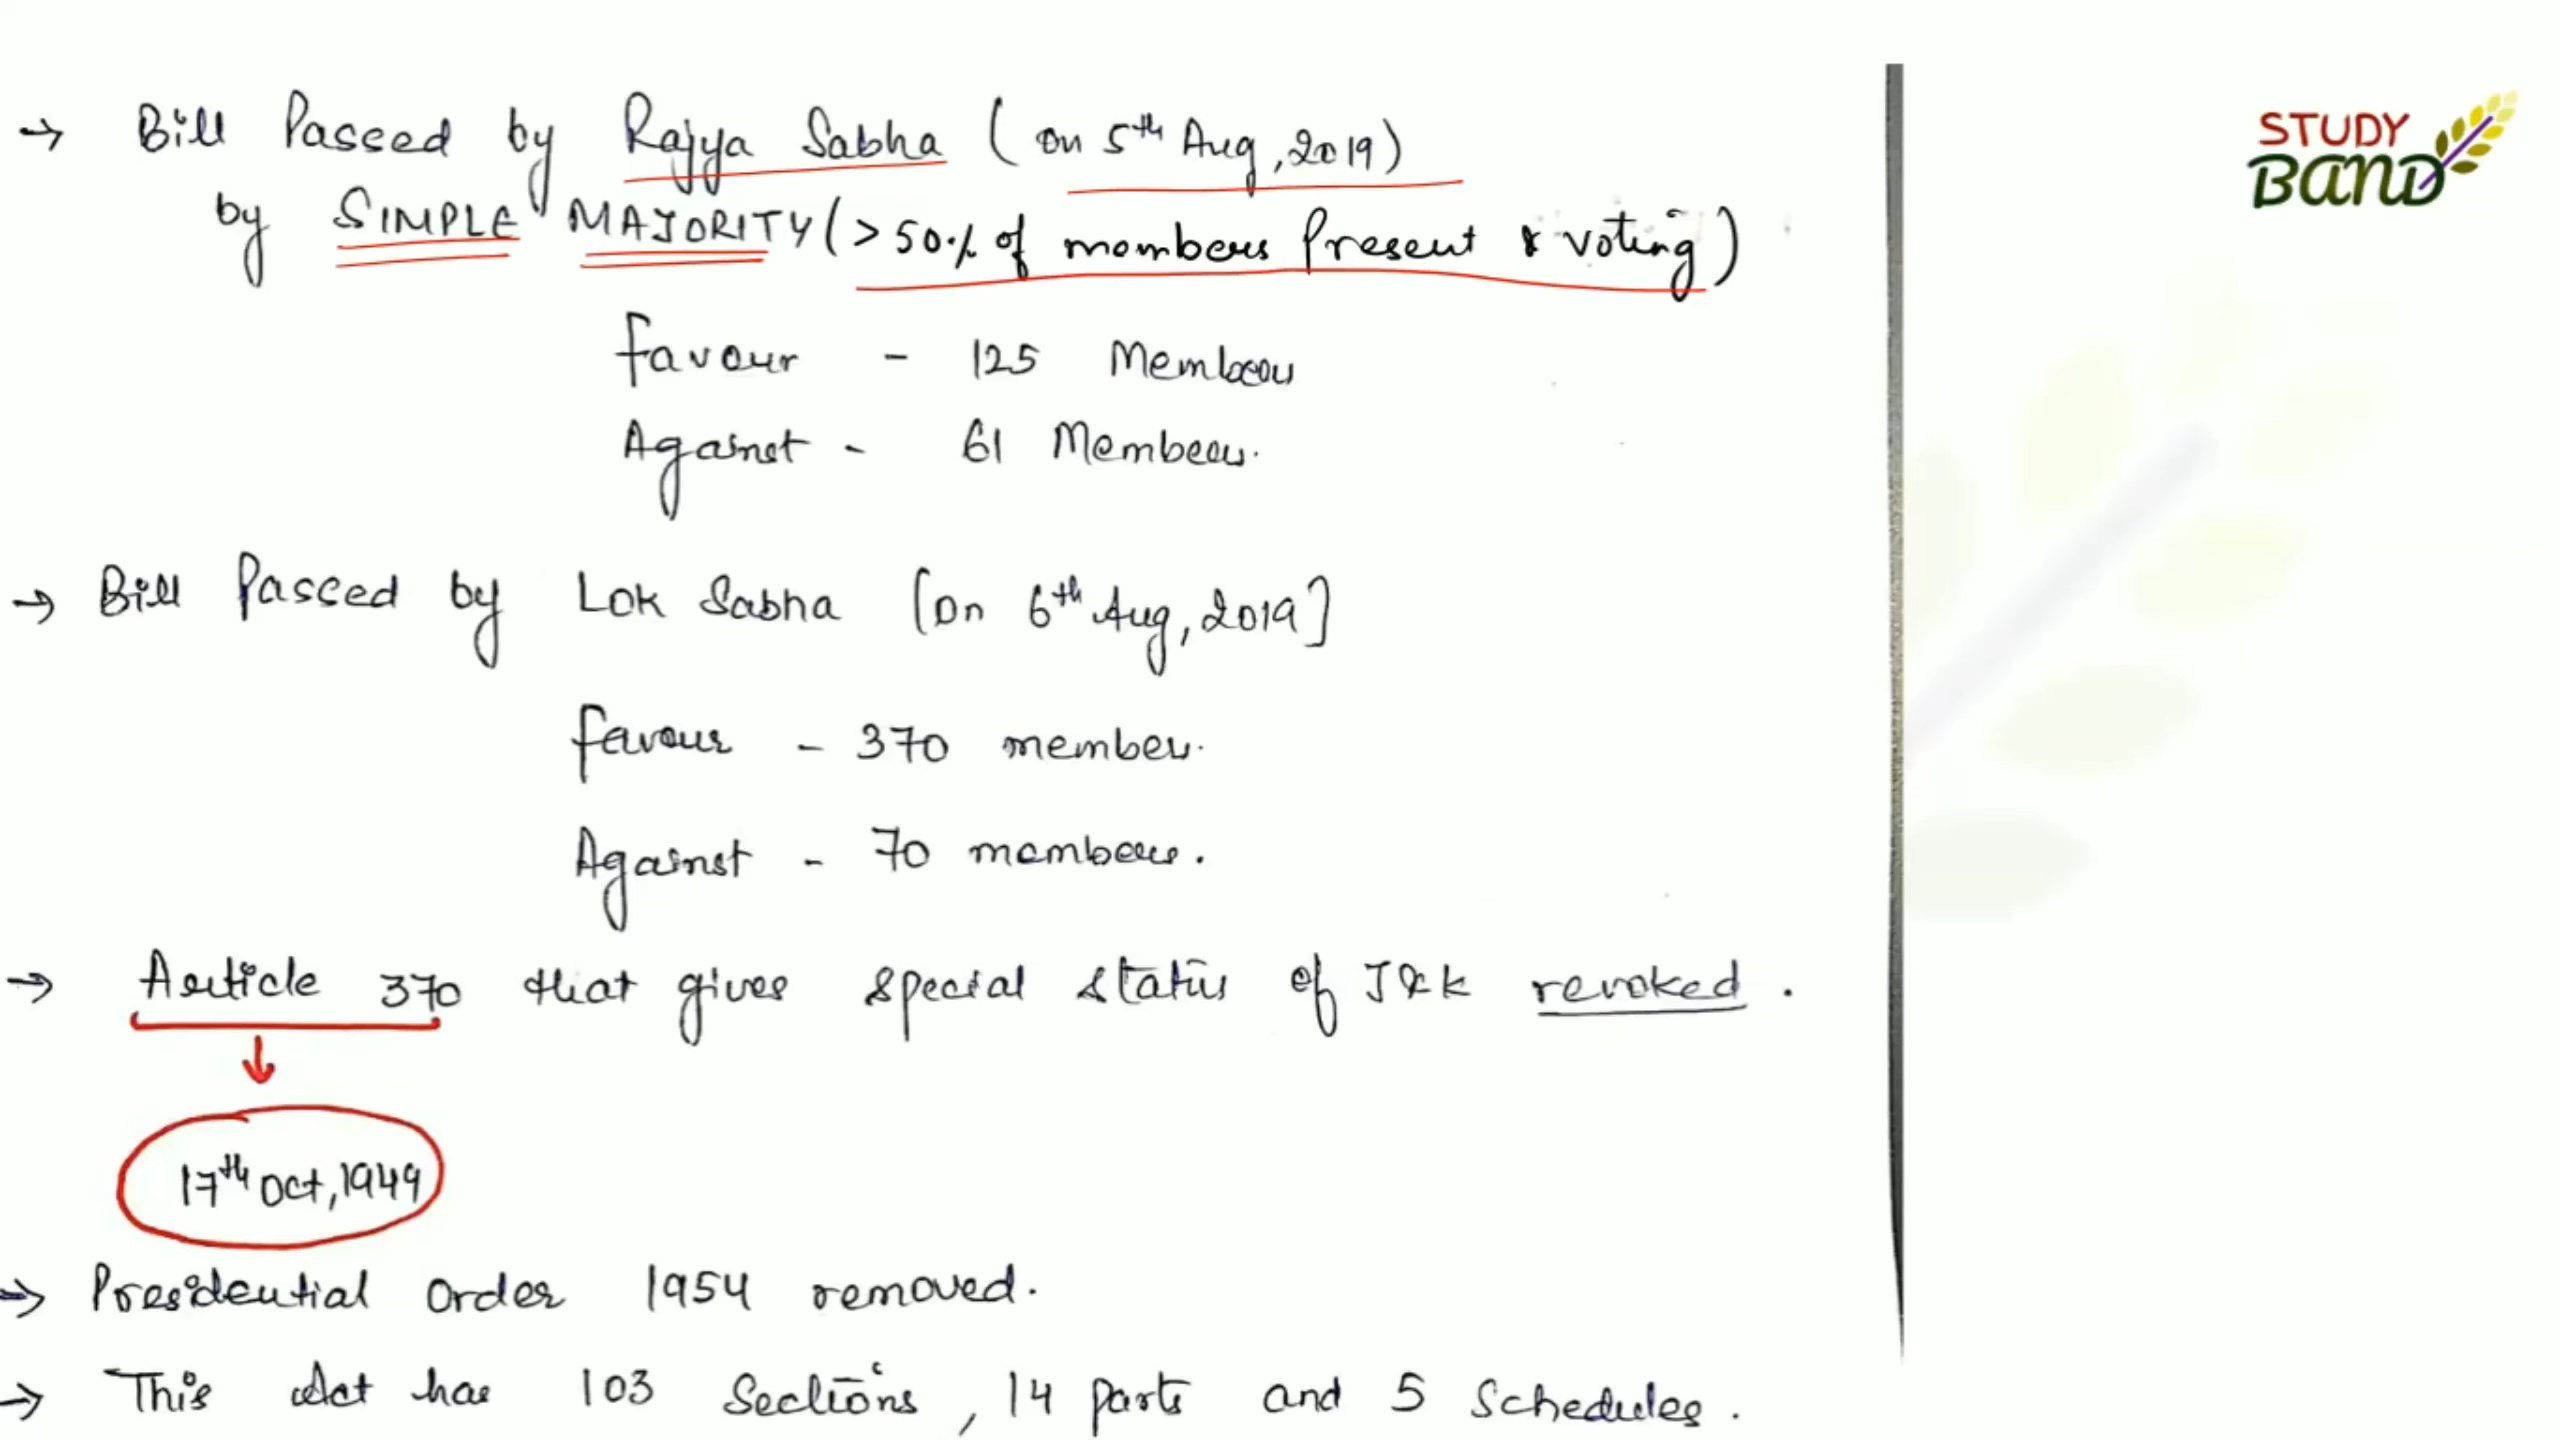 → Bill Passed by Rajya Sabha (on 5th Aug, 2019)
by SIMPLE MAJORITY (> 50% of members Present & voting)
favour - 125 Members
Against - 61 Members.
→ Bill Passed by Lok Sabha [On 6th Aug, 2019]
favour - 370 member.
Against - 70 members.
→ Article 370 that gives special status of J&K revoked.
↓
17th Oct, 1949
→ Presidential Order 1954 removed.
→ This Act has 103 Sections, 14 parts and 5 Schedules.
STUDY
BAND